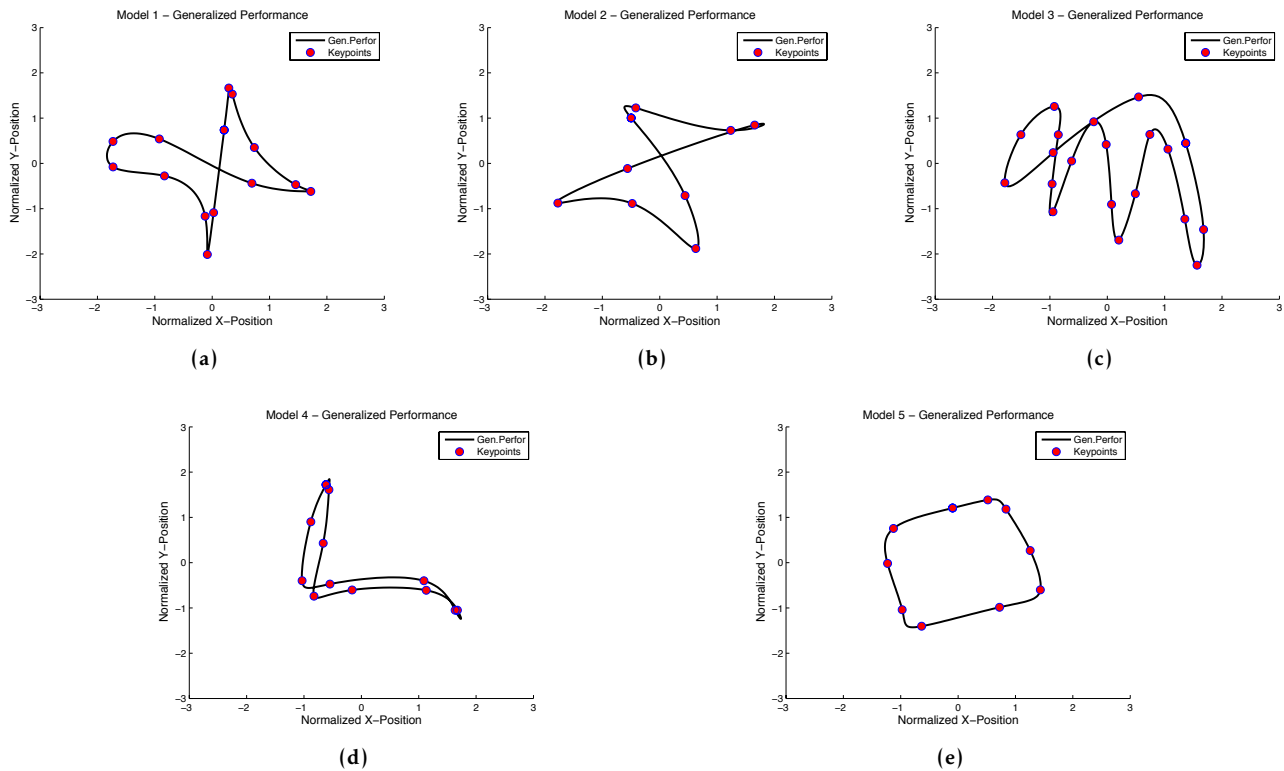 Model 1 − Generalized Performance
3
2
1
0
−1
−2
−3
−3
−2
−1
0
1
2
3
Normalized Y−Position
Normalized X−Position
Gen.Perfor
Keypoints
(a)
Model 2 − Generalized Performance
3
2
1
0
−1
−2
−3
−3
−2
−1
0
1
2
3
Normalized Y−Position
Normalized X−Position
Gen.Perfor
Keypoints
(b)
Model 3 − Generalized Performance
3
2
1
0
−1
−2
−3
−3
−2
−1
0
1
2
3
Normalized Y−Position
Normalized X−Position
Gen.Perfor
Keypoints
(c)
Model 4 − Generalized Performance
3
2
1
0
−1
−2
−3
−3
−2
−1
0
1
2
3
Normalized Y−Position
Normalized X−Position
Gen.Perfor
Keypoints
(d)
Model 5 − Generalized Performance
3
2
1
0
−1
−2
−3
−3
−2
−1
0
1
2
3
Normalized Y−Position
Normalized X−Position
Gen.Perfor
Keypoints
(e)